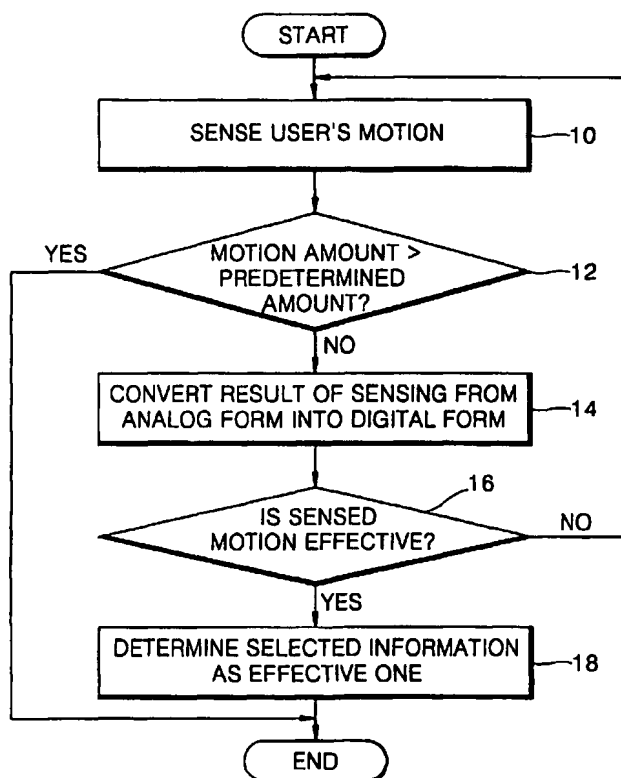 START
SENSE USER'S MOTION
10
YES
MOTION AMOUNT >
PREDETERMINED
AMOUNT?
12
NO
CONVERT RESULT OF SENSING FROM
ANALOG FORM INTO DIGITAL FORM
14
16
IS SENSED
MOTION EFFECTIVE?
NO
YES
DETERMINE SELECTED INFORMATION
AS EFFECTIVE ONE
18
END